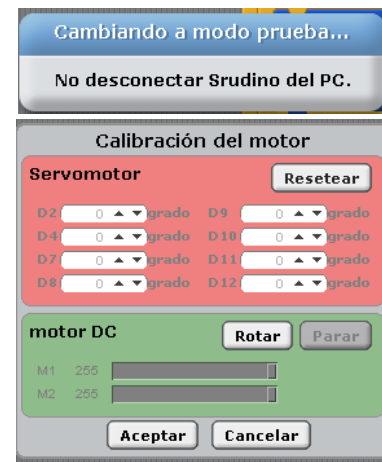 Cambiando a modo prueba...
No desconectar Srudino del PC.
Calibración del motor
Servomotor Resetear
D2 0 grado D9 0 grado
D4 0 grado D10 0 grado
D7 0 grado D11 0 grado
D8 0 grado D12 0 grado
motor DC Rotar Parar
M1 255
M2 255
Aceptar Cancelar